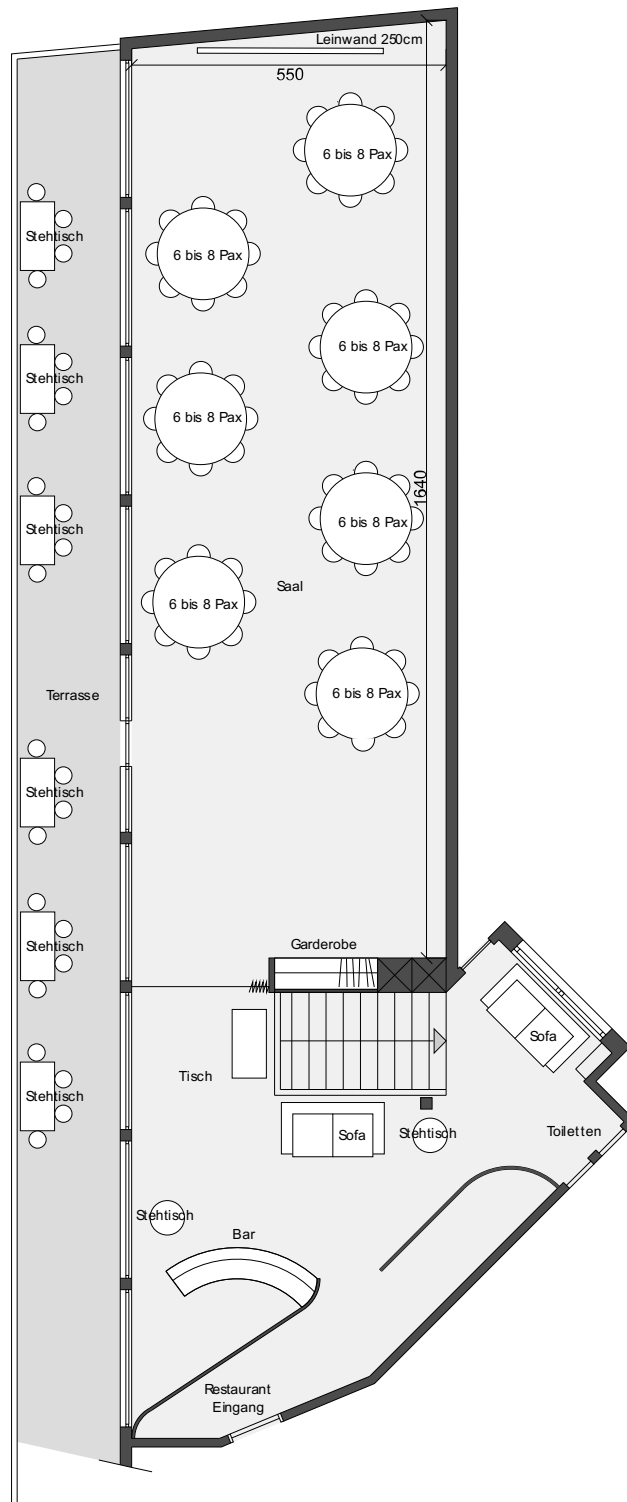 Leinwand 250cm
550
6 bis 8 Pax
Stehtisch
6 bis 8 Pax
6 bis 8 Pax
Stehtisch
6 bis 8 Pax
1640
6 bis 8 Pax
Stehtisch
Saal
6 bis 8 Pax
Terrasse
6 bis 8 Pax
Stehtisch
Garderobe
Stehtisch
Sofa
Tisch
Stehtisch
Sofa
Stehtisch
Toiletten
Stehtisch
Bar
Restaurant
Eingang